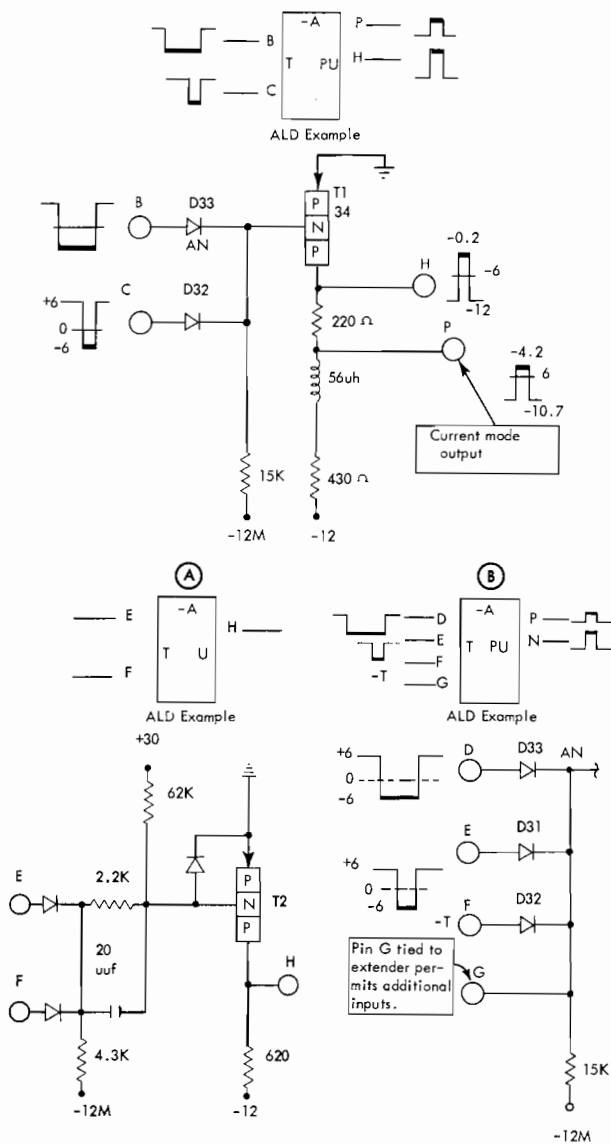 -A
P
B
H
T PU
C
ALD Example
T1
B D33
P
34
N
AN
P
-0.2
C D32
H
-6
+6
-12
0
220 Ω
P
-6
-4.2
56uh
6
-10.7
Current mode
output
15K
430 Ω
-12M
-12
A
B
-A
-A
E
H
D
P
E
T U
T PU
N
F
F
-T
G
ALD Example
ALD Example
+30
+6
D
D33
AN
0
62K
-6
E
D31
2.2K
P
+6
E
N
T2
0
P
F
D32
20
-6
-T
uuf
H
F
Pin G tied to
extender per-
mits additional
inputs.
G
4.3K
620
15K
-12M
-12
-12M